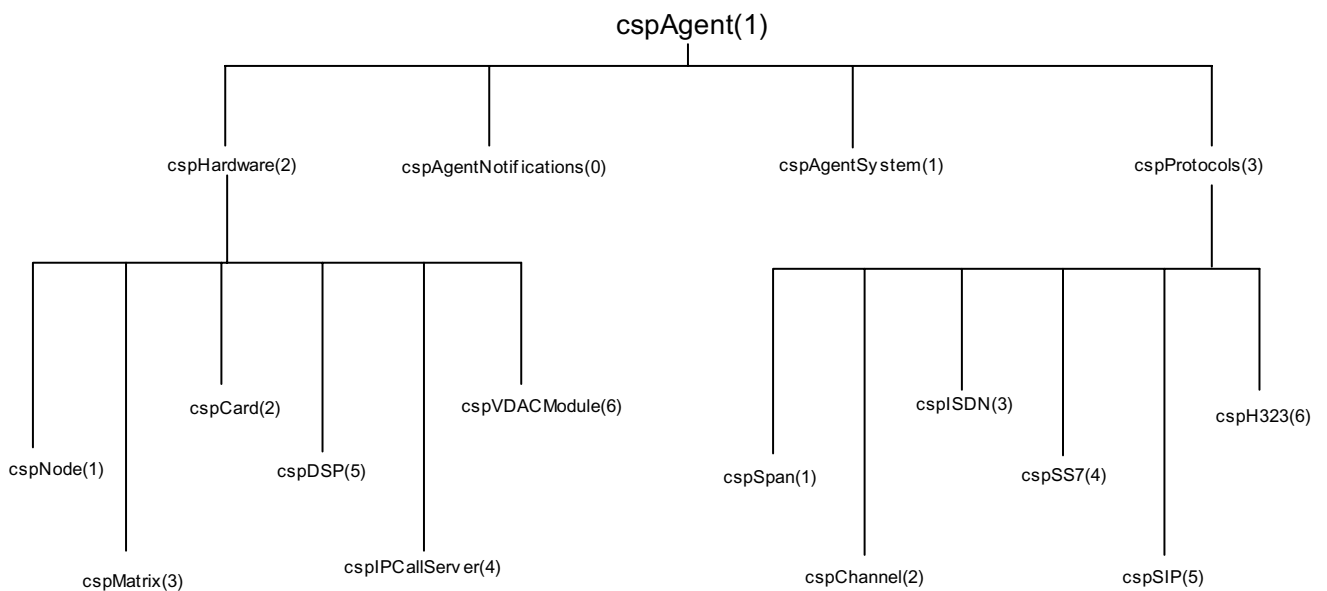 cspAgent(1)
cspHardware(2)
cspAgentNotifications(0)
cspAgentSystem(1)
cspProtocols(3)
cspCard(2)
cspVDACModule(6)
cspNode(1)
cspDSP(5)
cspMatrix(3)
cspIPCallServer(4)
cspISDN(3)
cspH323(6)
cspSpan(1)
cspSS7(4)
cspChannel(2)
cspSIP(5)